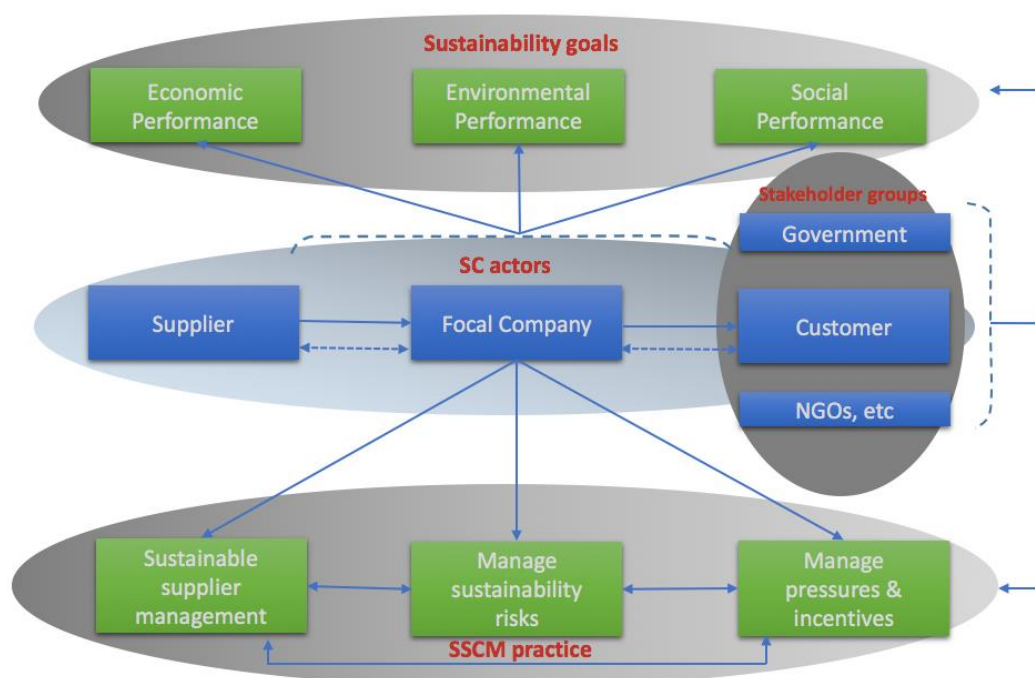 Sustainability goals
Economic
Performance
Environmental
Performance
Social
Performance
Stakeholder groups
Government
SC actors
Supplier
Focal Company
Customer
NGOs, etc
Sustainable
supplier
management
Manage
sustainability
risks
Manage
pressures &
incentives
SSCM practice